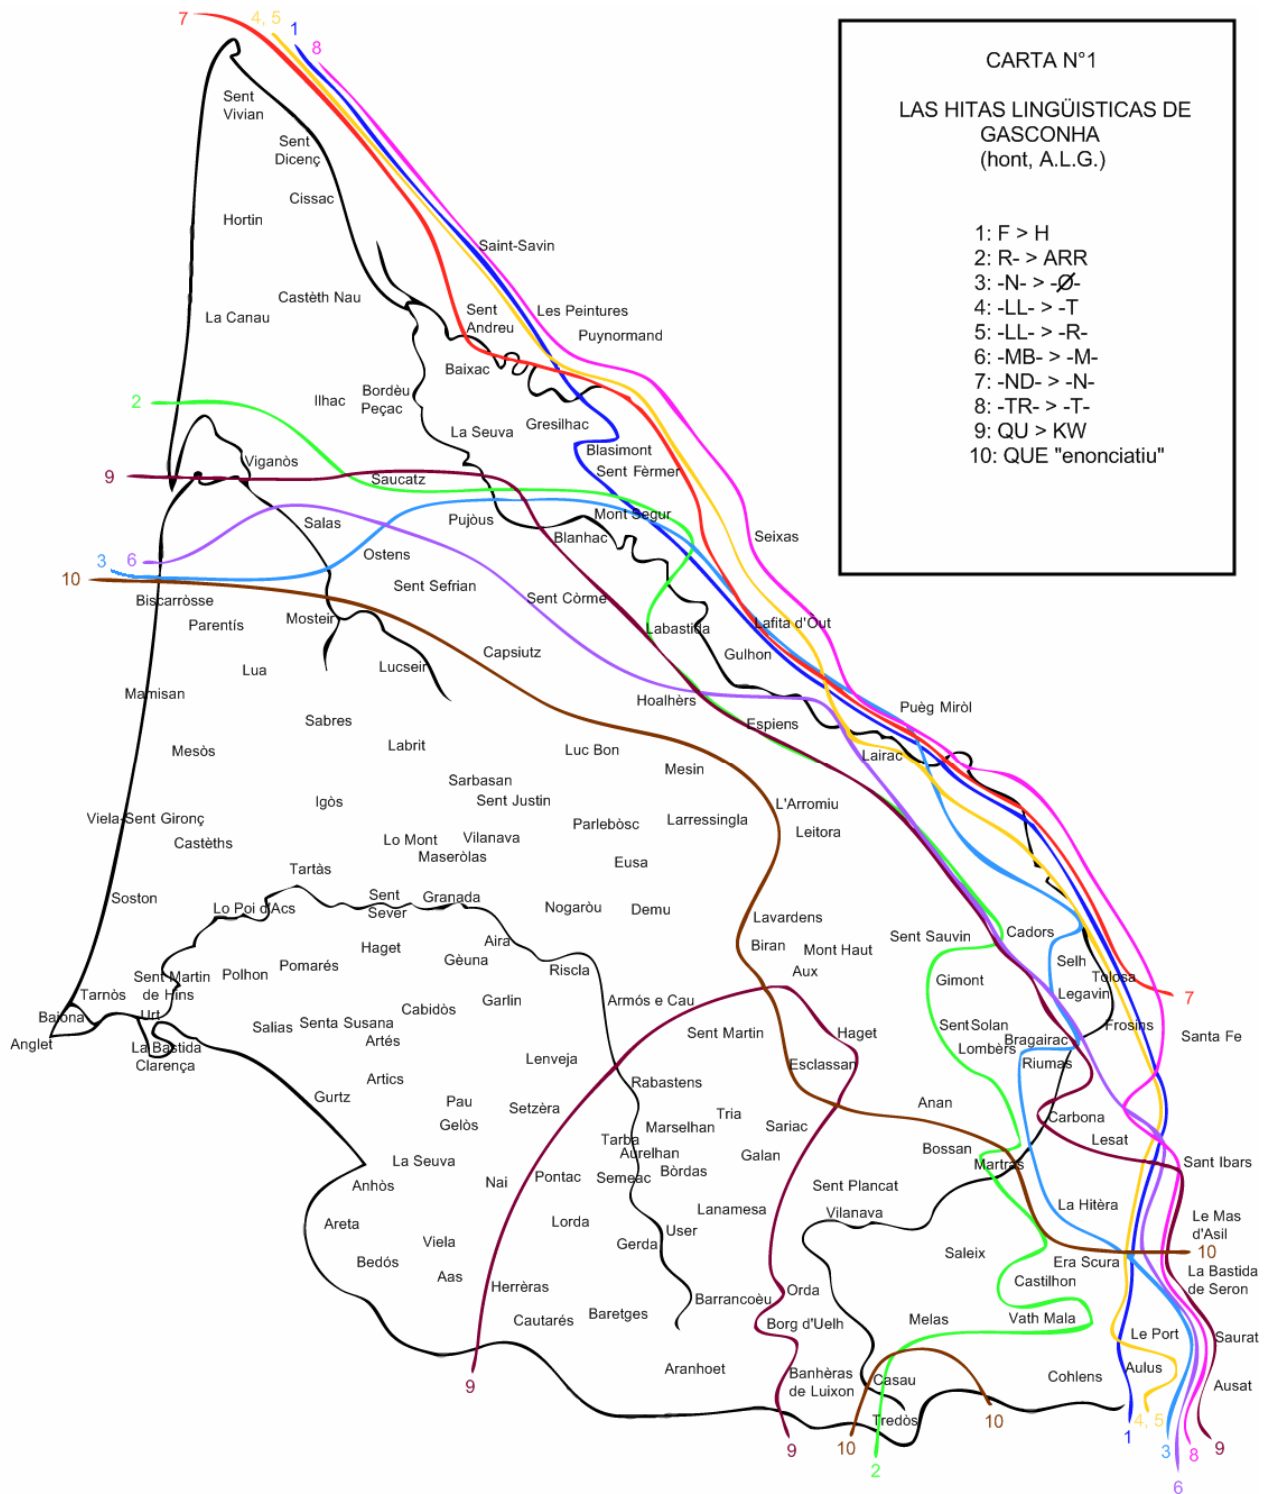 7
4, 5
1
8
CARTA N°1
LAS HITAS LINGÜISTICAS DE
GASCONHA
(hont, A.L.G.)
1: F > H
2: R- > ARR
3: -N- > -Ø-
4: -LL- > -T
5: -LL- > -R-
6: -MB- > -M-
7: -ND- > -N-
8: -TR- > -T-
9: QU > KW
10: QUE "enonciatiu"
Sent
Vivian
Sent
Dicenç
Cissac
Hortin
Saint-Savin
Castèth Nau
La Canau
Sent
Andreu
Les Peintures
Puynormand
Baixac
Bordèu
Peçac
Ilhac
2
Gresilhac
La Seuva
Blasimont
Sent Fèrmer
Viganòs
9
Saucatz
Mont Segur
Pujòus
Salas
Blanhac
Seixas
Ostens
3
6
10
Sent Sefrian
Sent Còrme
Biscarròsse
Parentís
Mosteir
Labastida
Lafita d'Òut
Gulhon
Capsiutz
Lua
Lucseir
Mamisan
Hoalhèrs
Puèg Miròl
Sabres
Espiens
Mesòs
Labrit
Luc Bon
Lairac
Mesin
Sarbasan
Sent Justin
Igòs
L'Arromiu
Viela-Sent Gironç
Parlebòsc
Larressingla
Leitora
Castèths
Lo Mont
Vilanava
Maseròlas
Eusa
Tartàs
Soston
Lo Poi d'Acs
Sent
Sever
Granada
Nogaròu
Demu
Lavardens
Haget
Aira
Biran
Mont Haut
Sent Sauvin
Cadors
Gèuna
Riscla
Aux
Selh
Sent Martin
de Hins
Polhon
Pomarés
Gimont
Tolosa
Tarnòs
Legavin
7
Urt
Cabidòs
Garlin
Armós e Cau
Baiona
Salias
Senta Susana
Sent Martin
Haget
Sent Solan
Frosins
Santa Fe
Anglet
La Bastida
Clarença
Artés
Lombèrs
Bragairac
Riumas
Lenveja
Esclassan
Artics
Rabastens
Gurtz
Pau
Setzèra
Tria
Anan
Gelòs
Marselhan
Sariac
Carbona
Tarba
Aurelhan
Galan
Bossan
Lesat
La Seuva
Bòrdas
Martras
Sant Ibars
Anhòs
Nai
Pontac
Semeac
Sent Plancat
Vilanava
La Hitèra
Areta
Lorda
Lanamesa
Le Mas
d'Asil
User
Viela
Gerda
Saleix
Era Scura
10
Bedós
Aas
Castilhon
La Bastida
de Seron
Herrèras
Barrancoèu
Orda
Cautarés
Baretges
Borg d'Uelh
Melas
Vath Mala
Le Port
Saurat
Aranhoet
Banhèras
de Luixon
Casau
Cohlens
Aulus
Ausat
9
Tredòs
10
9
10
2
1
4, 5
3
8
9
6